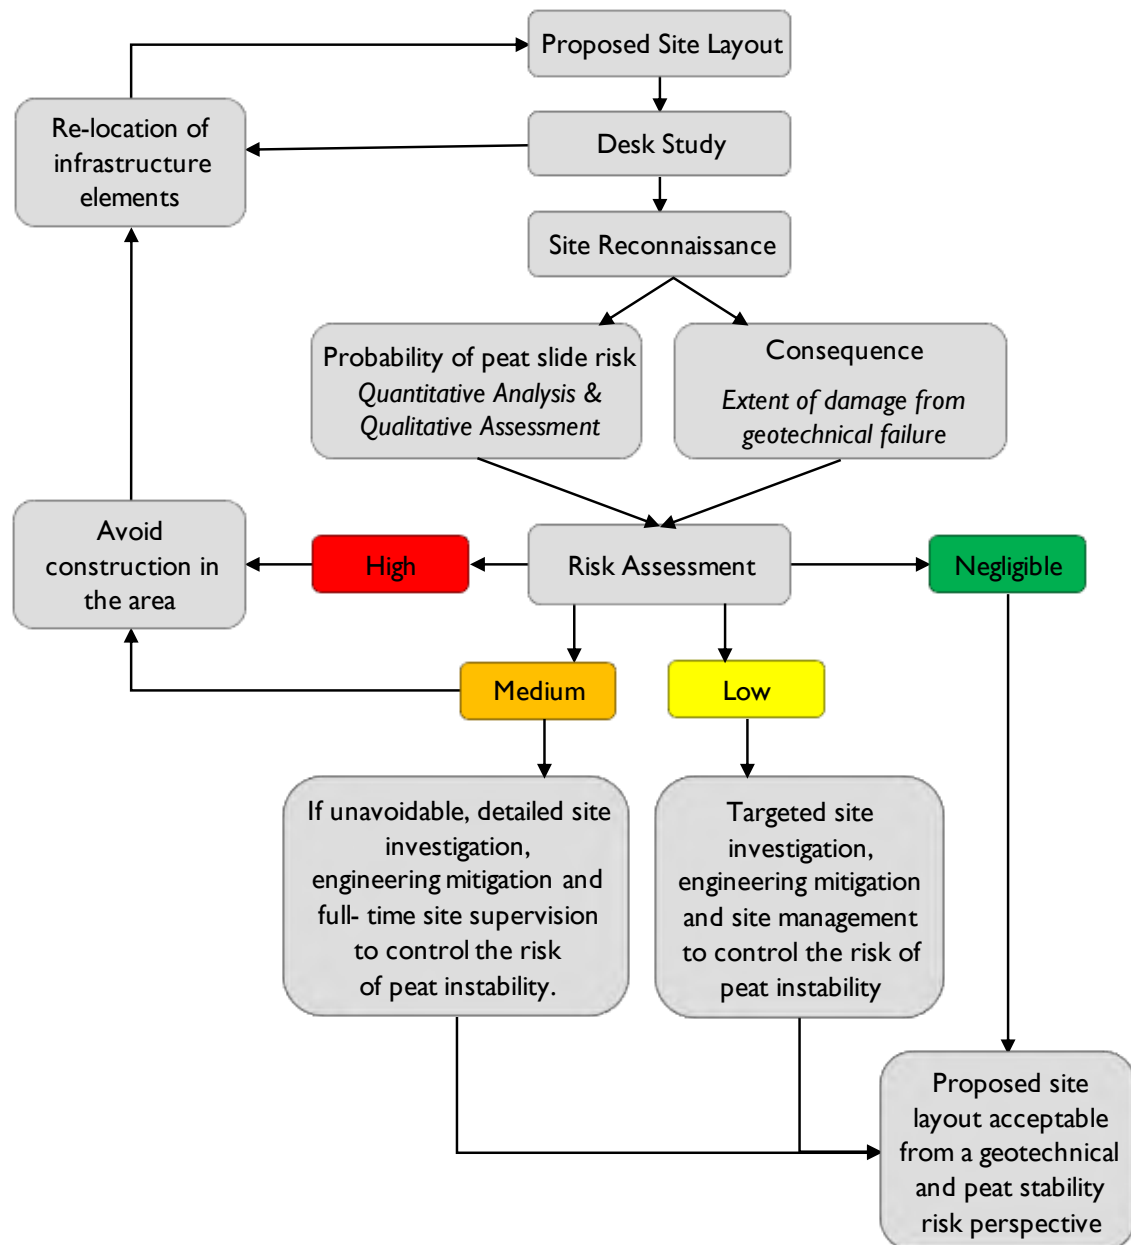 Proposed Site Layout
Re-location of
infrastructure
elements
Desk Study
Site Reconnaissance
Probability of peat slide risk
Quantitative Analysis &
Qualitative Assessment
Consequence
Extent of damage from
geotechnical failure
Avoid
construction in
the area
High
Risk Assessment
Negligible
Medium
Low
If unavoidable, detailed site
investigation,
engineering mitigation and
full- time site supervision
to control the risk
of peat instability.
Targeted site
investigation,
engineering mitigation
and site management
to control the risk of
peat instability
Proposed site
layout acceptable
from a geotechnical
and peat stability
risk perspective